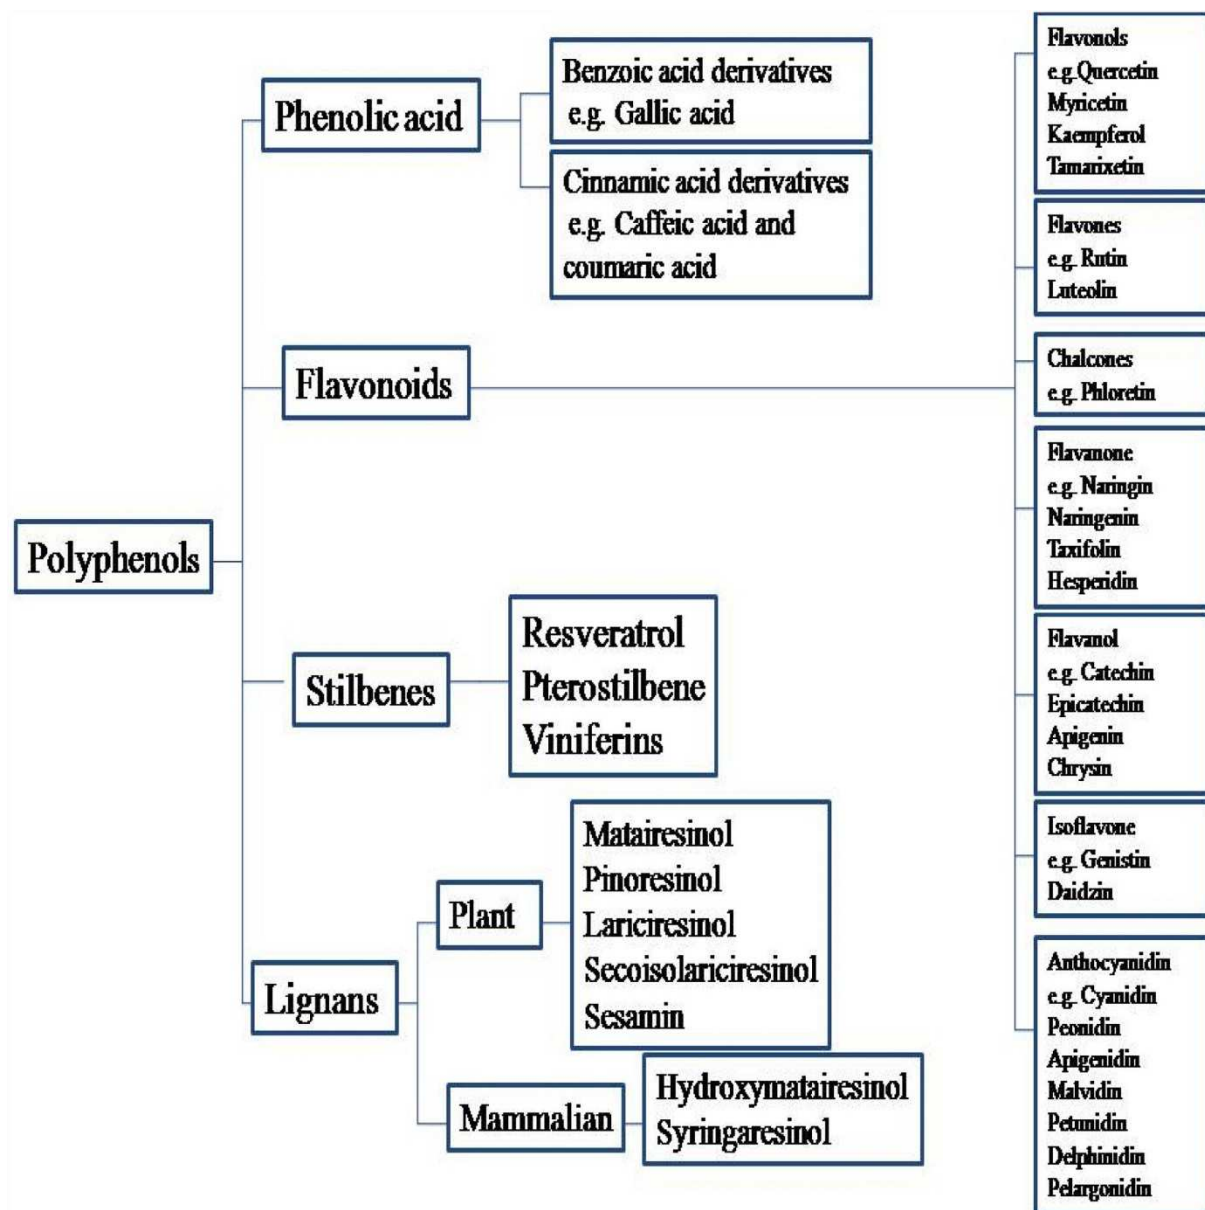 Polyphenols
Phenolic acid
Benzoic acid derivatives
e.g. Gallic acid
Cinnamic acid derivatives
e.g. Caffeic acid and
coumaric acid
Flavonoids
Flavonols
e.g.Quercetin
Myricetin
Kaempferol
Tamarixetin
Flavones
e.g. Rutin
Luteolin
Chalcones
e.g. Phloretin
Flavanone
e.g. Naringin
Naringenin
Taxifolin
Hesperidin
Flavanol
e.g. Catechin
Epicatechin
Apigenin
Chrysin
Isoflavone
e.g. Genistin
Daidzin
Anthocyanidin
e.g. Cyanidin
Peonidin
Apigenidin
Malvidin
Petunidin
Delphinidin
Pelargonidin
Stilbenes
Resveratrol
Pterostilbene
Viniferins
Lignans
Plant
Matairesinol
Pinoresinol
Lariciresinol
Secoisolariciresinol
Sesamin
Mammalian
Hydroxymatairesinol
Syringaresinol